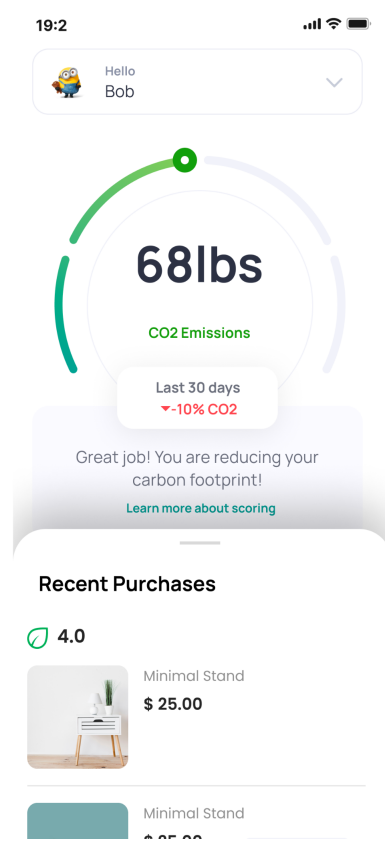 19:2
Hello
Bob
68lbs
CO2 Emissions
Last 30 days
-10% CO2
Great job! You are reducing your
carbon footprint!
Learn more about scoring
Recent Purchases
4.0
Minimal Stand
$ 25.00
Minimal Stand